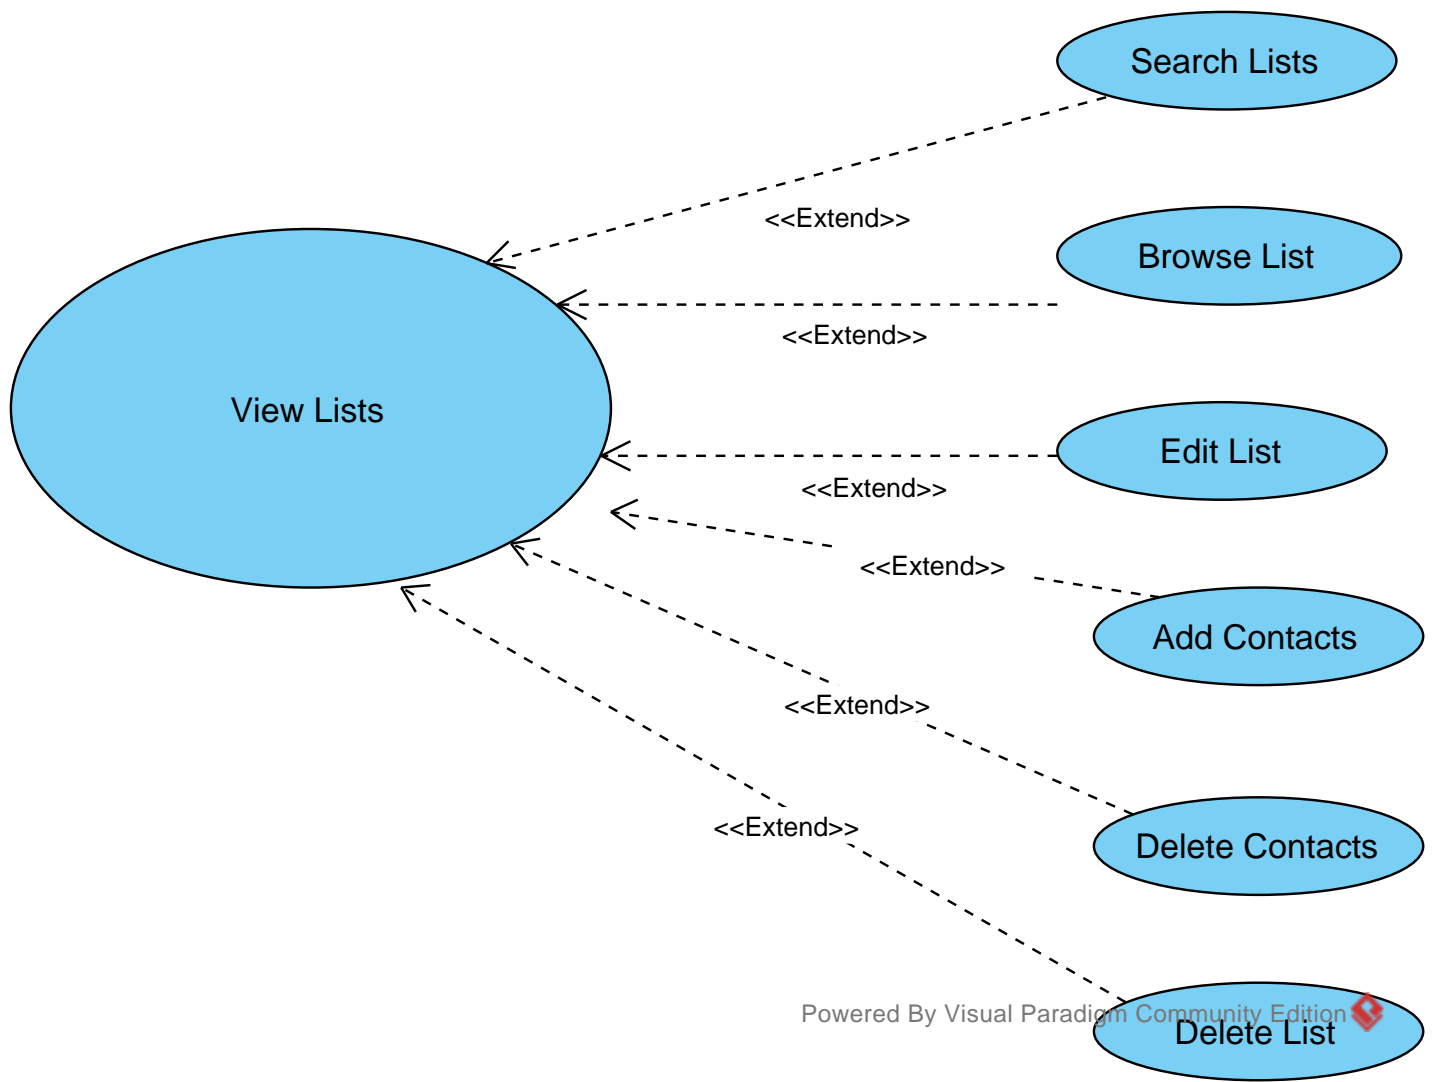 Search Lists
<<Extend>>
Browse List
<<Extend>>
View Lists
Edit List
<<Extend>>
<<Extend>>
Add Contacts
<<Extend>>
<<Extend>>
Delete Contacts
Powered By Visual Paradigm Community Edition
Delete List